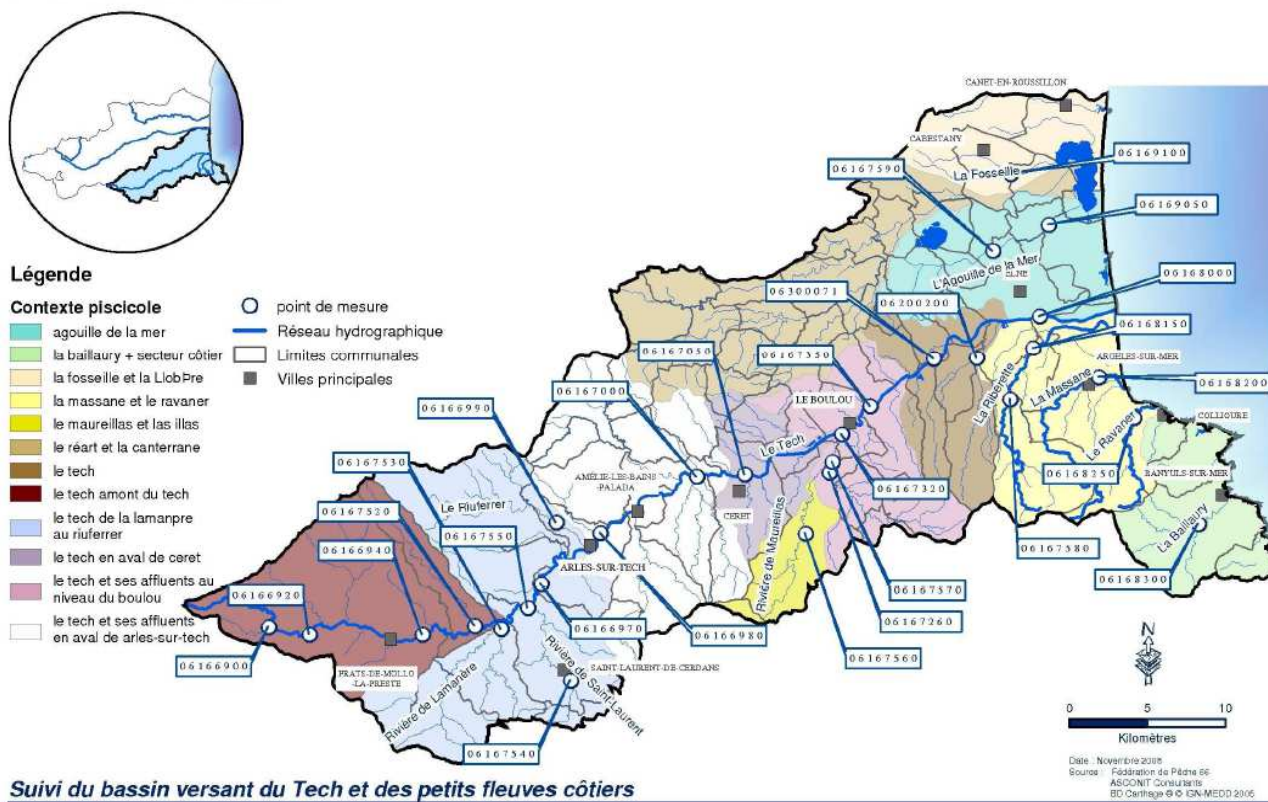 Légende
Contexte piscicole
agouille de la mer
la baillaury + secteur côtier
la fosseille et la LlobPre
la massane et le ravaner
le maureillas et las illas
le réart et la canterrane
le tech
le tech amont du tech
le tech de la lamanpre
au riuferrer
le tech en aval de ceret
le tech et ses affluents au
niveau du boulou
le tech et ses affluents
en aval de arles-sur-tech
point de mesure
Réseau hydrographique
Limites communales
Villes principales
CANET-EN-ROUSSILLON
CABESTANY
La Fosseille
06169100
06167590
06169050
L'Agouille de la Mer
ELNE
06168000
06300071
06200200
06168150
ARGELES-SUR-MER
06167050
06167350
La Riberette
La Massane
06168200
06167000
LE BOULOU
Le Ravaner
COLLIOURE
06166990
Le Tech
06168250
BANYULS-SUR-MER
06167530
AMÉLIE-LES-BAINS
-PALADA
CERET
06167320
06167520
Le Riuferrer
06167550
Rivière de Maureillas
La Baillaury
06167580
06166940
ARLES-SUR-TECH
06168300
06167570
06166920
06166970
06167260
06166980
06167560
06166900
PRATS-DE-MOLLO
-LA-PRESTE
Rivière de Lamanère
Rivière de Saint-Laurent
SAINT-LAURENT-DE-CERDANS
06167540
N
0 5 10
Kilomètres
Date : Novembre 2008
Source : Fédération de Pêche 66
ASCONIT Consultants
BD Carthage © © IGN-MEDD 2005
Suivi du bassin versant du Tech et des petits fleuves côtiers